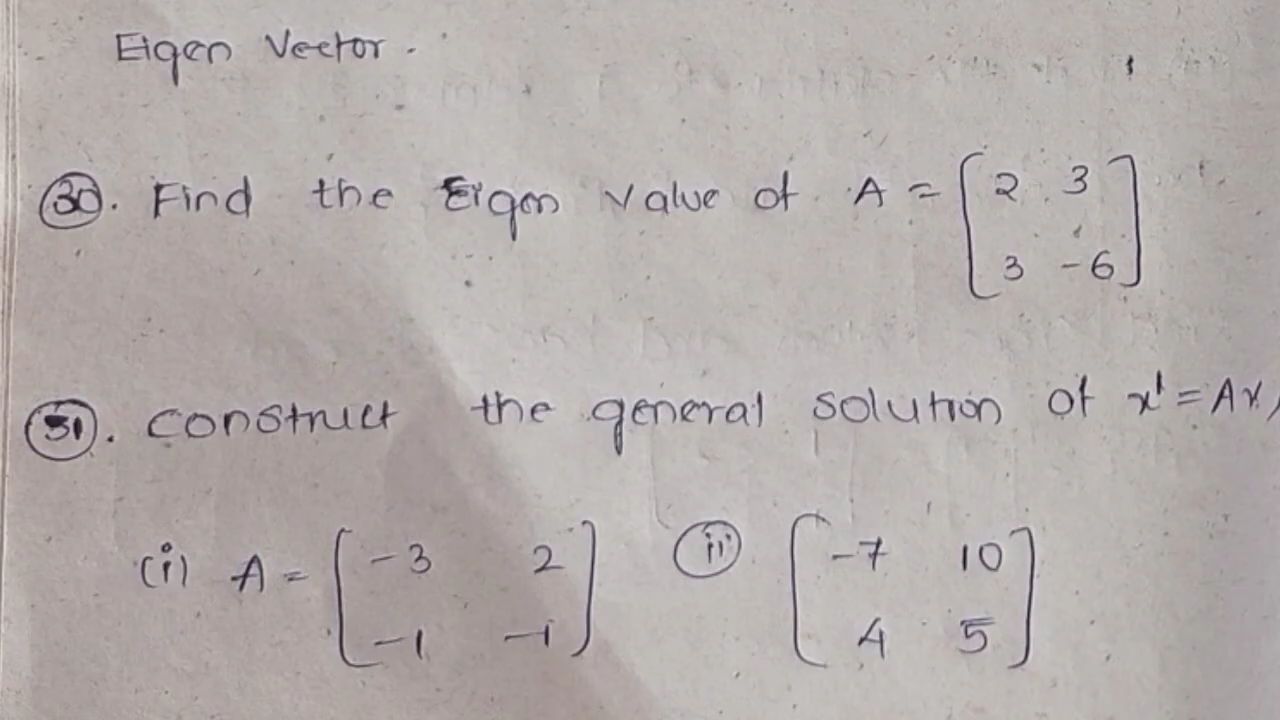 Eigen Vector.
30. Find the Eigen value of A = [2 3
3 -6]
31. construct the general solution of x' = Ax,
(i) A = [-3 2 (ii) [-7 10
-1 -1] 4 5]